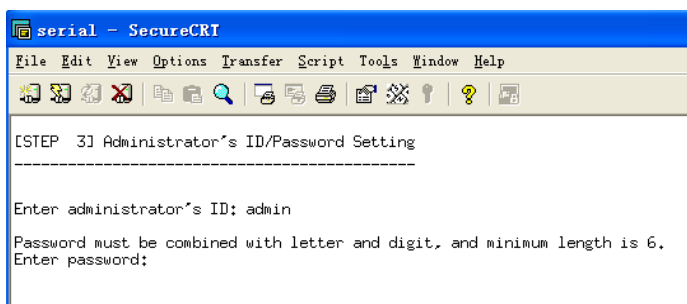 serial - SecureCRT
File Edit View Options Transfer Script Tools Window Help
[STEP  3] Administrator's ID/Password Setting
----------------------------------------------
Enter administrator's ID: admin
Password must be combined with letter and digit, and minimum length is 6.
Enter password: